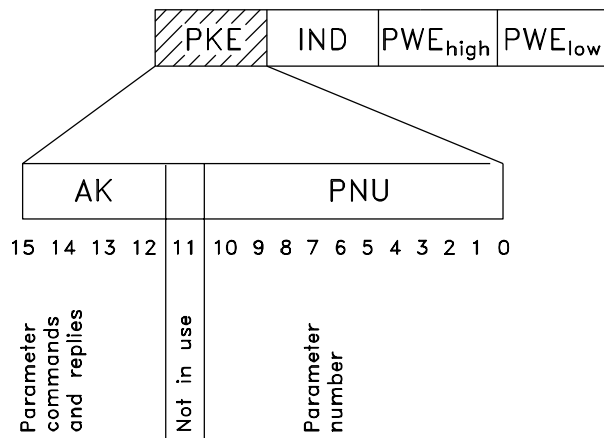 PKE IND PWEhigh PWElow
AK PNU
15 14 13 12 11 10 9 8 7 6 5 4 3 2 1 0
Parameter
commands
and replies
Not in use
Parameter
number